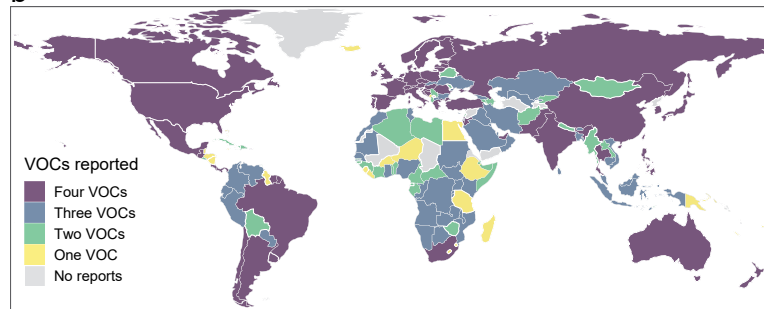 b
VOCs reported
Four VOCs
Three VOCs
Two VOCs
One VOC
No reports